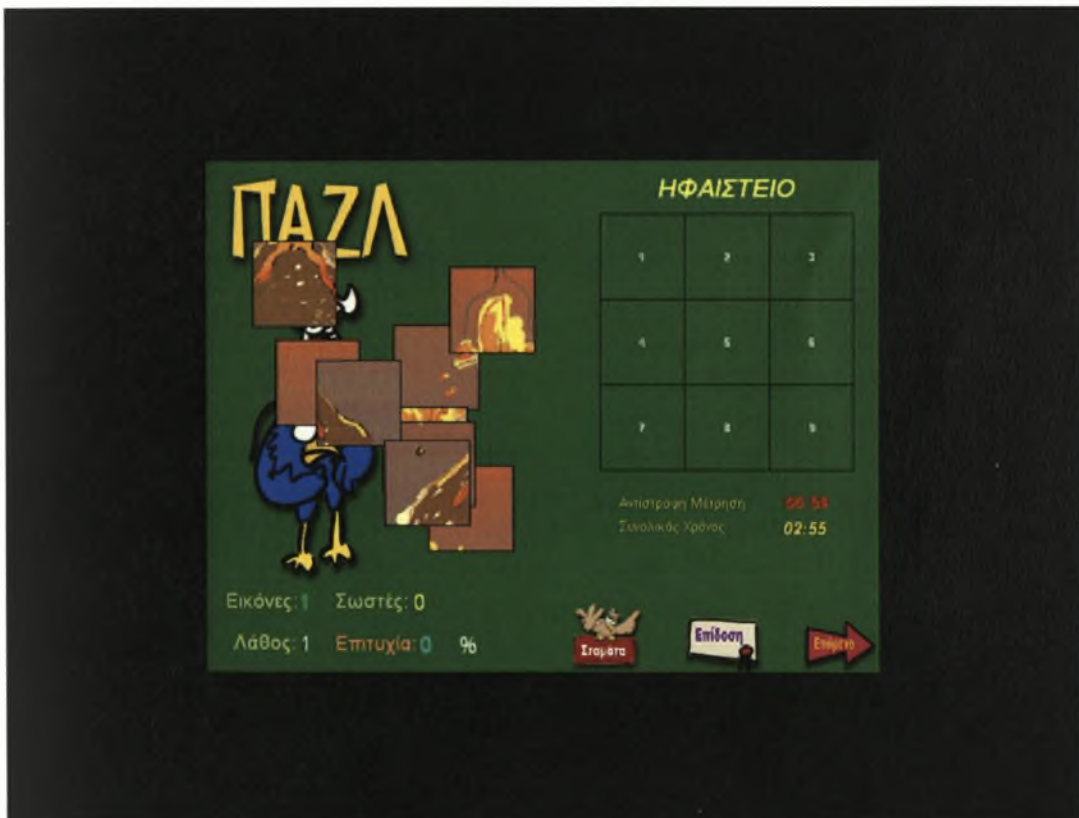 ΠΑΖΛ
ΗΦΑΙΣΤΕΙΟ
1 2 3
4 5 6
7 8 9
Αντίστροφη Μέτρηση
Συνολικός Χρόνος 02:55
Εικόνες: 1 Σωστές: 0
Λάθος: 1 Επιτυχία: 0 %
Σταμάτα
Επίδοση
Επόμενο